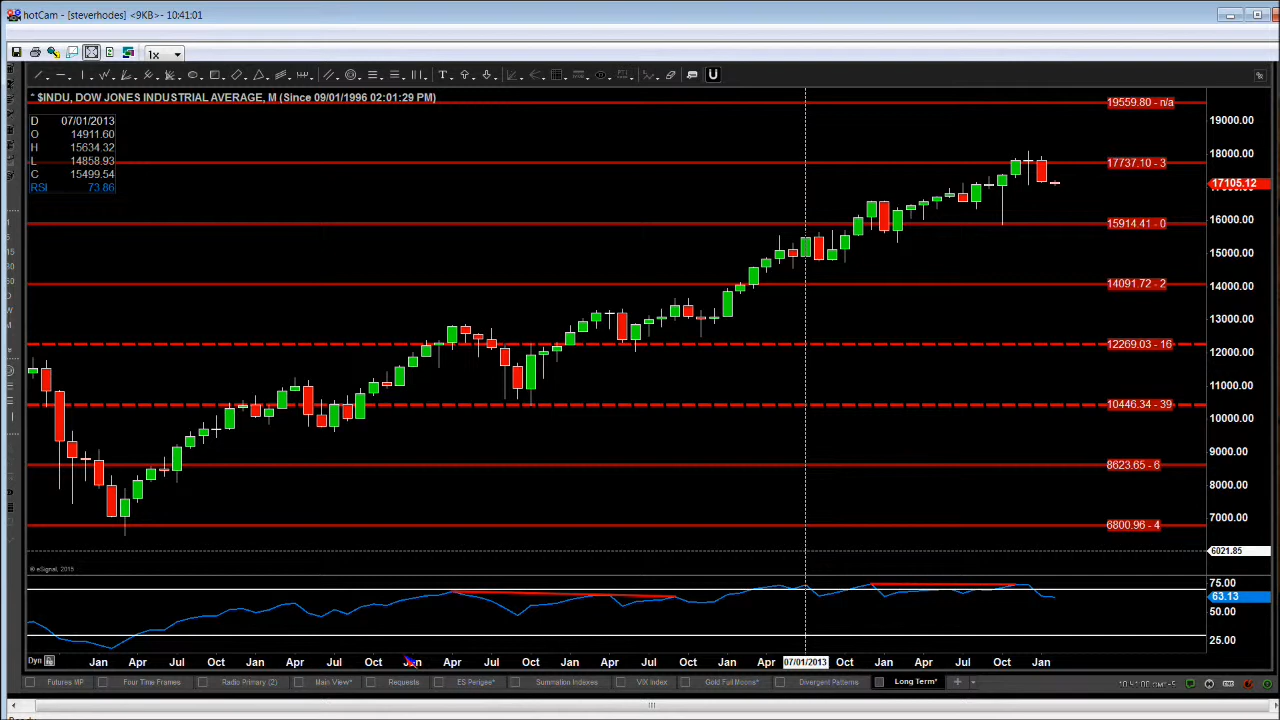 hotCam - [steverhodes] <9KB> - 10:41:01
1x
T U
* $INDU, DOW JONES INDUSTRIAL AVERAGE, M (Since 09/01/1996 02:01:29 PM)
D 07/01/2013
O 14911.60
H 15634.32
L 14858.93
C 15499.54
RSI 73.86
19559.80 - n/a
19000.00
18000.00
17737.10 - 3
17105.12
16000.00
15914.41 - 0
15000.00
14091.72 - 2
14000.00
13000.00
12269.03 - 16
12000.00
11000.00
10446.34 - 39
10000.00
9000.00
8623.65 - 6
8000.00
7000.00
6800.96 - 4
6021.85
© eSignal, 2015
75.00
63.13
50.00
25.00
Dyn Jan Apr Jul Oct Jan Apr Jul Oct Jan Apr Jul Oct Jan Apr Jul Oct Jan Apr 07/01/2013 Oct Jan Apr Jul Oct Jan
Futures MP Four Time Frames Radio Primary (2) Main View* Requests ES Periges* Summation Indexes VIX Index Gold Full Moons* Divergent Patterns Long Term* +